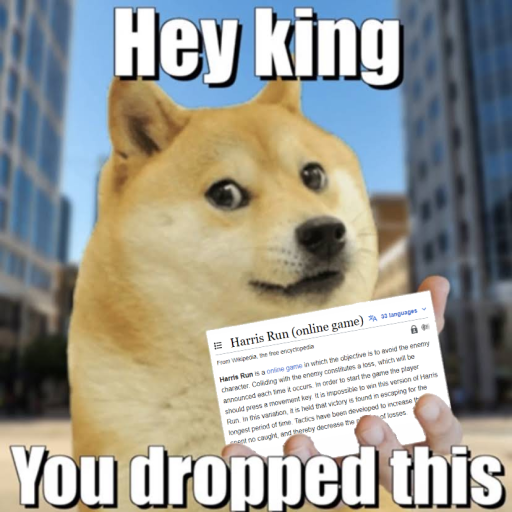 Hey king
Harris Run (online game)
33 languages
From Wikipedia, the free encyclopedia
Harris Run is a online game in which the objective is to avoid the enemy
character. Colliding with the enemy constitutes a loss, which will be
announced each time it occurs. In order to start the game the player
should press a movement key. It is impossible to win this version of Harris
Run. In this variation, it is held that victory is found in escaping for the
longest period of time. Tactics have been developed to increase
spent no caught, and thereby decrease the of losses.
You dropped this